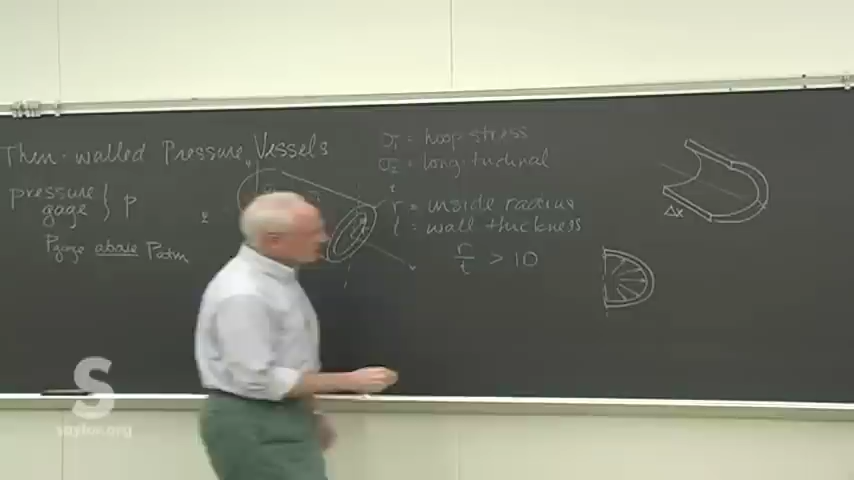 Thin-walled Pressure Vessels
pressure
gage } p
Pgage above Patm
σ1 = hoop stress
σ2 = longitudinal
r = inside radius
t = wall thickness
r/t > 10
Δx
S
saylor.org